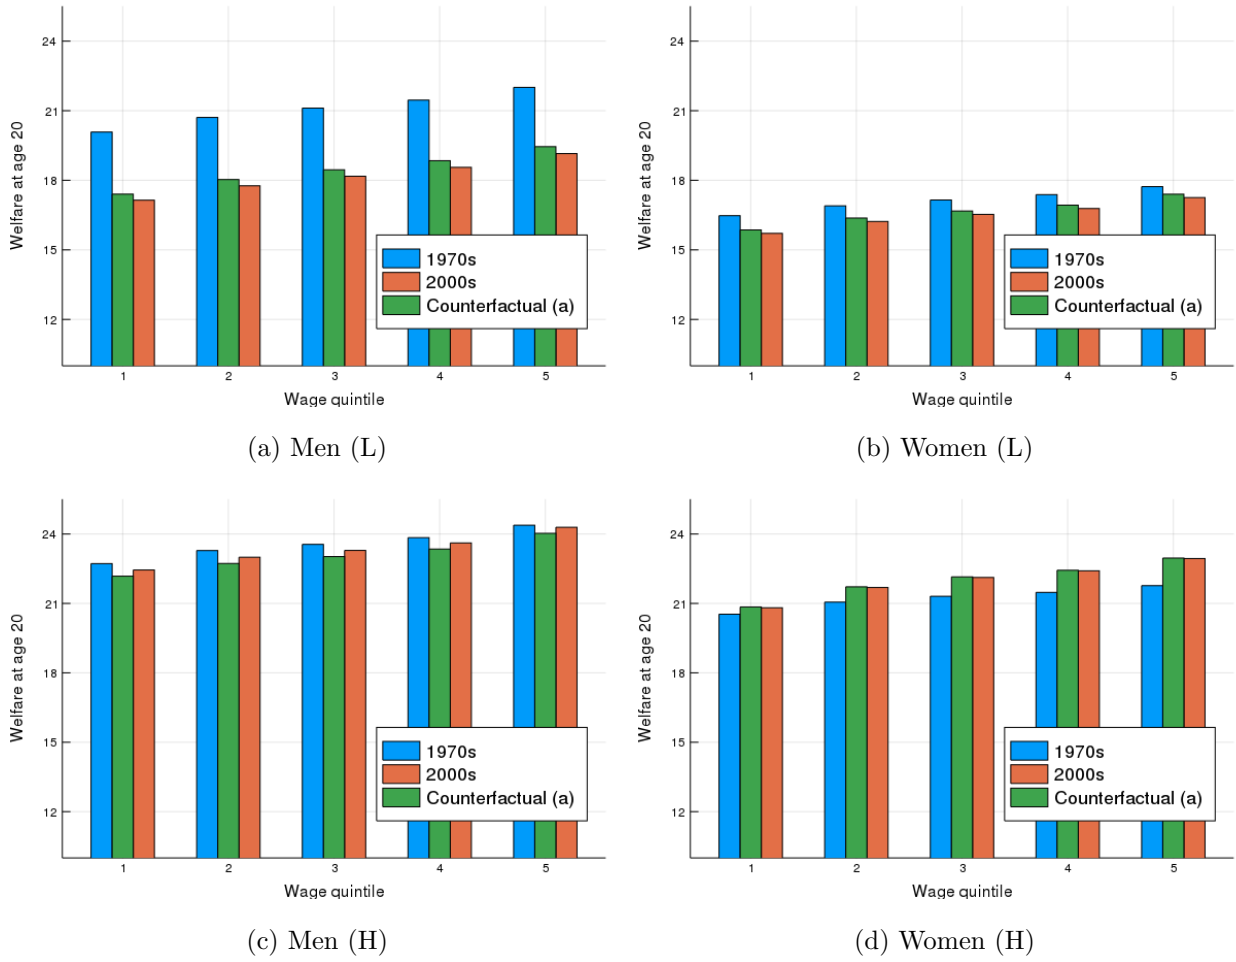 24
21
18
15
12
Welfare at age 20
1970s
2000s
Counterfactual (a)
1 2 3 4 5
Wage quintile
(a) Men (L)
24
21
18
15
12
Welfare at age 20
1970s
2000s
Counterfactual (a)
1 2 3 4 5
Wage quintile
(b) Women (L)
24
21
18
15
12
Welfare at age 20
1970s
2000s
Counterfactual (a)
1 2 3 4 5
Wage quintile
(c) Men (H)
24
21
18
15
12
Welfare at age 20
1970s
2000s
Counterfactual (a)
1 2 3 4 5
Wage quintile
(d) Women (H)